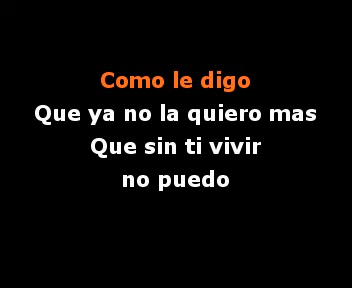 Como le digo
Que ya no la quiero mas
Que sin ti vivir
no puedo